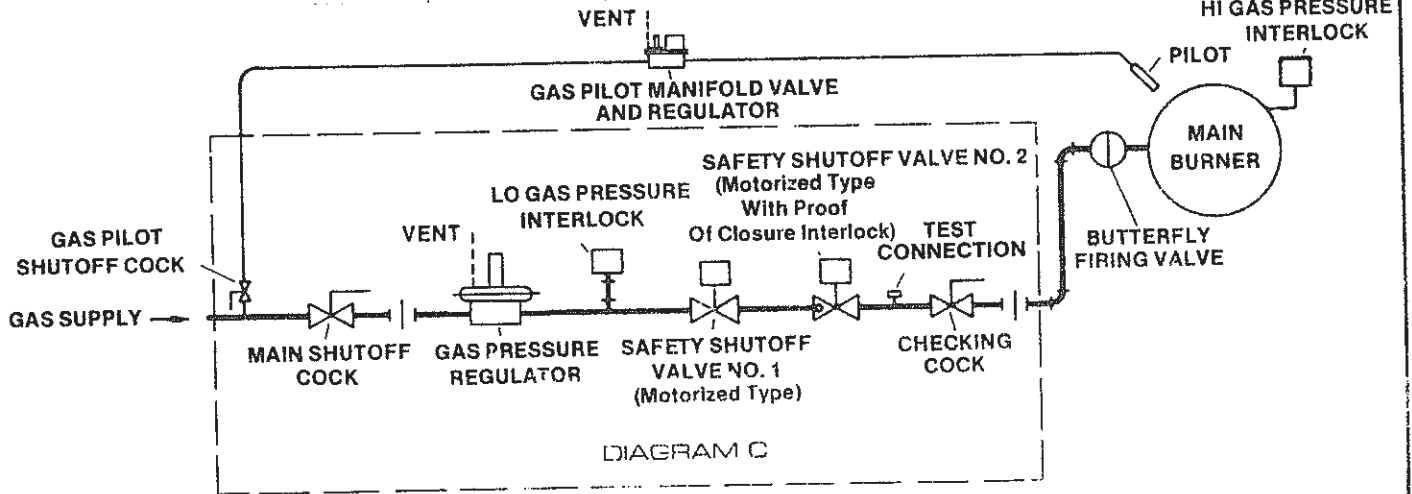 VENT
HI GAS PRESSURE
INTERLOCK
PILOT
GAS PILOT MANIFOLD VALVE
AND REGULATOR
MAIN
BURNER
SAFETY SHUTOFF VALVE NO. 2
(Motorized Type
With Proof
Of Closure Interlock)
LO GAS PRESSURE
INTERLOCK
VENT
TEST
CONNECTION
GAS PILOT
SHUTOFF COCK
BUTTERFLY
FIRING VALVE
GAS SUPPLY
MAIN SHUTOFF
COCK
GAS PRESSURE
REGULATOR
SAFETY SHUTOFF
VALVE NO. 1
(Motorized Type)
CHECKING
COCK
DIAGRAM C